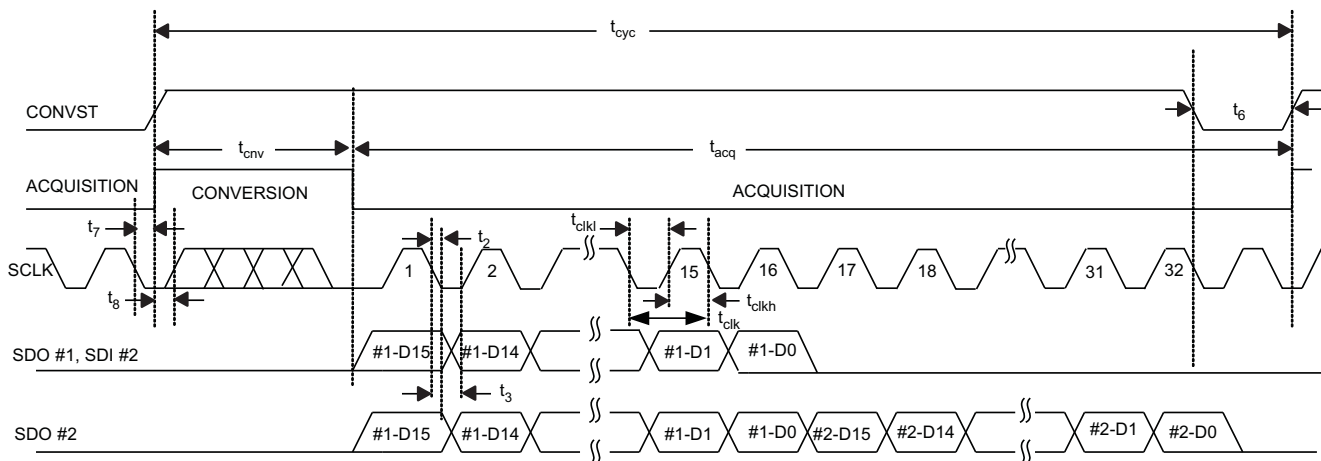 tcyc
CONVST
t6
tcnv
tacq
ACQUISITION
CONVERSION
ACQUISITION
t7
t2
tclkl
SCLK
1
2
15
16
17
18
31
32
t8
tclkh
tclk
SDO #1, SDI #2
#1-D15
#1-D14
#1-D1
#1-D0
t3
SDO #2
#1-D15
#1-D14
#1-D1
#1-D0
#2-D15
#2-D14
#2-D1
#2-D0